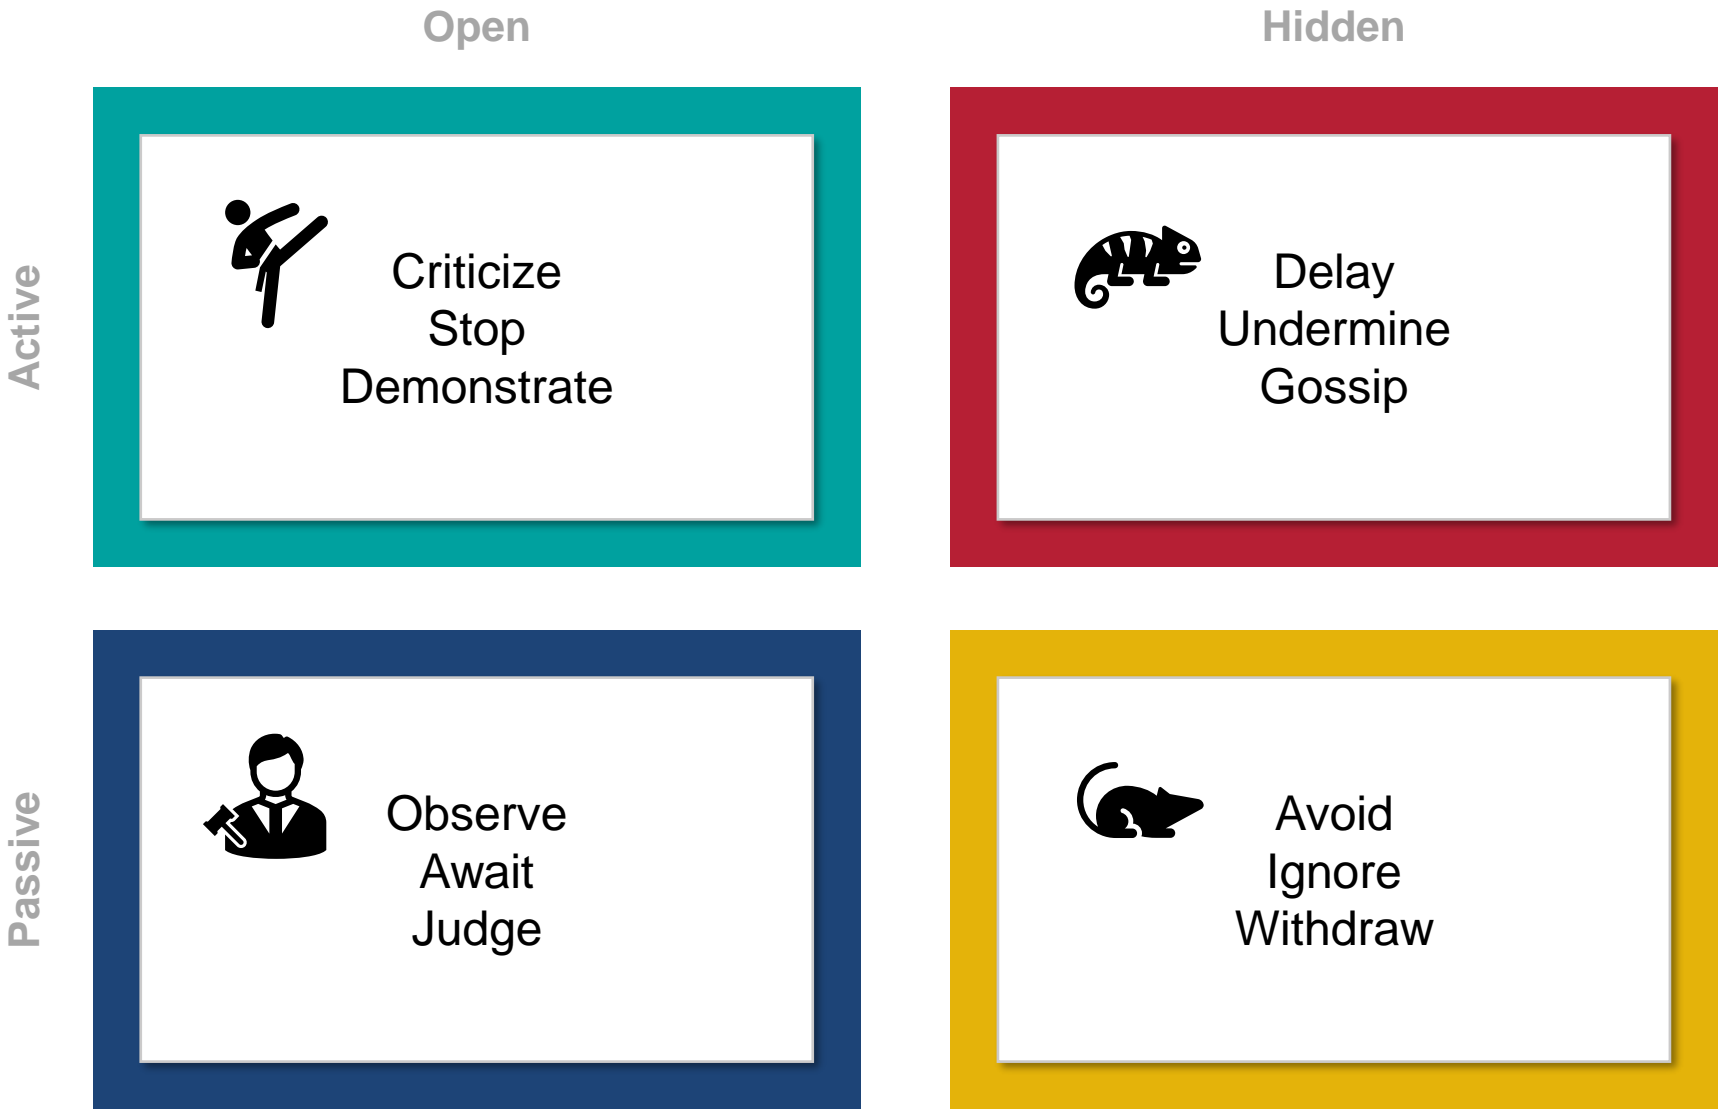 Open
Hidden
Active
Criticize
Stop
Demonstrate
Delay
Undermine
Gossip
Passive
Observe
Await
Judge
Avoid
Ignore
Withdraw